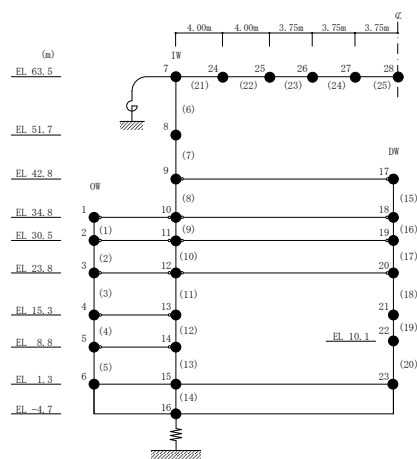 ℄
4.00m 4.00m 3.75m 3.75m 3.75m
(m) IW
7 24 25 26 27 28
EL 63.5
(21) (22) (23) (24) (25)
(6)
EL 51.7 8
(7)
DW
EL 42.8 9 17
OW
(8) (15)
EL 34.8 1 10 18
(1) (9) (16)
EL 30.5 2 11 19
(2) (10) (17)
EL 23.8 3 12 20
(3) (11) (18)
EL 15.3 4 13 21
(4) (12) (19)
EL 10.1 22
EL 8.8 5 14
(5) (13) (20)
EL 1.3 6 15 23
(14)
EL -4.7 16